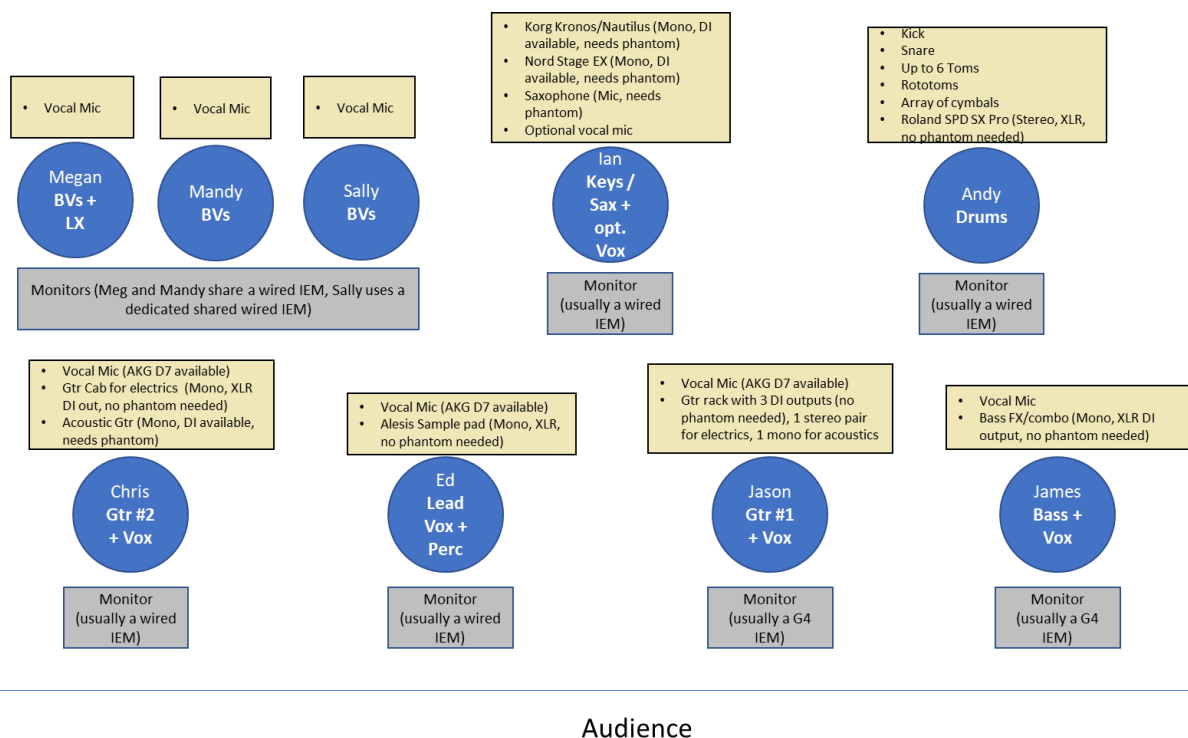 • Vocal Mic
Megan
BVs +
LX
• Vocal Mic
Mandy
BVs
• Vocal Mic
Sally
BVs
Monitors (Meg and Mandy share a wired IEM, Sally uses a
dedicated shared wired IEM)
• Korg Kronos/Nautilus (Mono, DI
available, needs phantom)
• Nord Stage EX (Mono, DI
available, needs phantom)
• Saxophone (Mic, needs
phantom)
• Optional vocal mic
Ian
Keys /
Sax +
opt.
Vox
Monitor
(usually a wired
IEM)
• Kick
• Snare
• Up to 6 Toms
• Rototoms
• Array of cymbals
• Roland SPD SX Pro (Stereo, XLR,
no phantom needed)
Andy
Drums
Monitor
(usually a wired
IEM)
• Vocal Mic (AKG D7 available)
• Gtr Cab for electrics (Mono, XLR
DI out, no phantom needed)
• Acoustic Gtr (Mono, DI available,
needs phantom)
Chris
Gtr #2
+ Vox
Monitor
(usually a wired
IEM)
• Vocal Mic (AKG D7 available)
• Alesis Sample pad (Mono, XLR,
no phantom needed)
Ed
Lead
Vox +
Perc
Monitor
(usually a wired
IEM)
• Vocal Mic (AKG D7 available)
• Gtr rack with 3 DI outputs (no
phantom needed), 1 stereo pair
for electrics, 1 mono for acoustics
Jason
Gtr #1
+ Vox
Monitor
(usually a G4
IEM)
• Vocal Mic
• Bass FX/combo (Mono, XLR DI
output, no phantom needed)
James
Bass +
Vox
Monitor
(usually a G4
IEM)
Audience